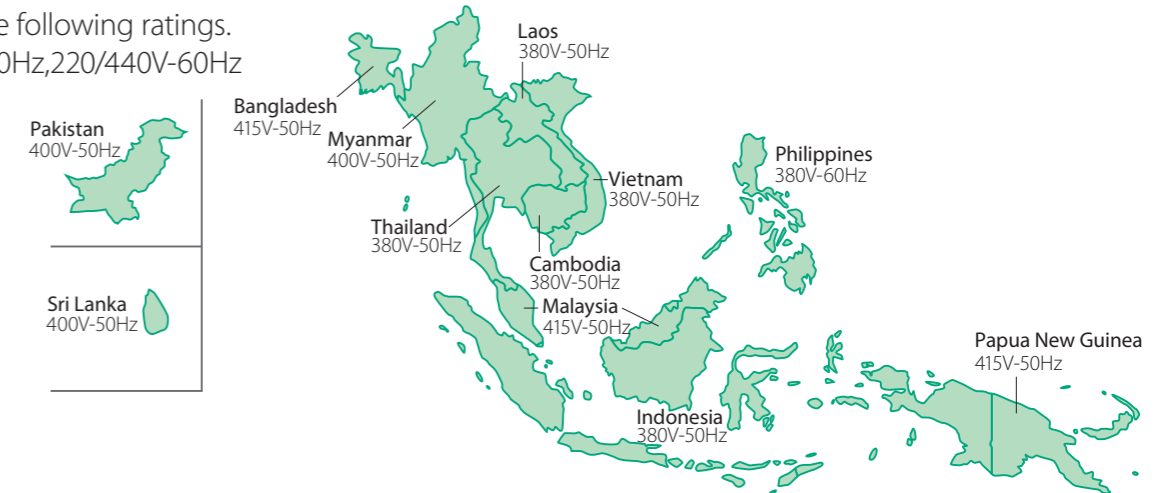 e following ratings.
0Hz,220/440V-60Hz
Laos
380V-50Hz
Bangladesh
415V-50Hz
Pakistan
400V-50Hz
Myanmar
400V-50Hz
Philippines
380V-60Hz
Vietnam
380V-50Hz
Thailand
380V-50Hz
Cambodia
380V-50Hz
Sri Lanka
400V-50Hz
Malaysia
415V-50Hz
Papua New Guinea
415V-50Hz
Indonesia
380V-50Hz